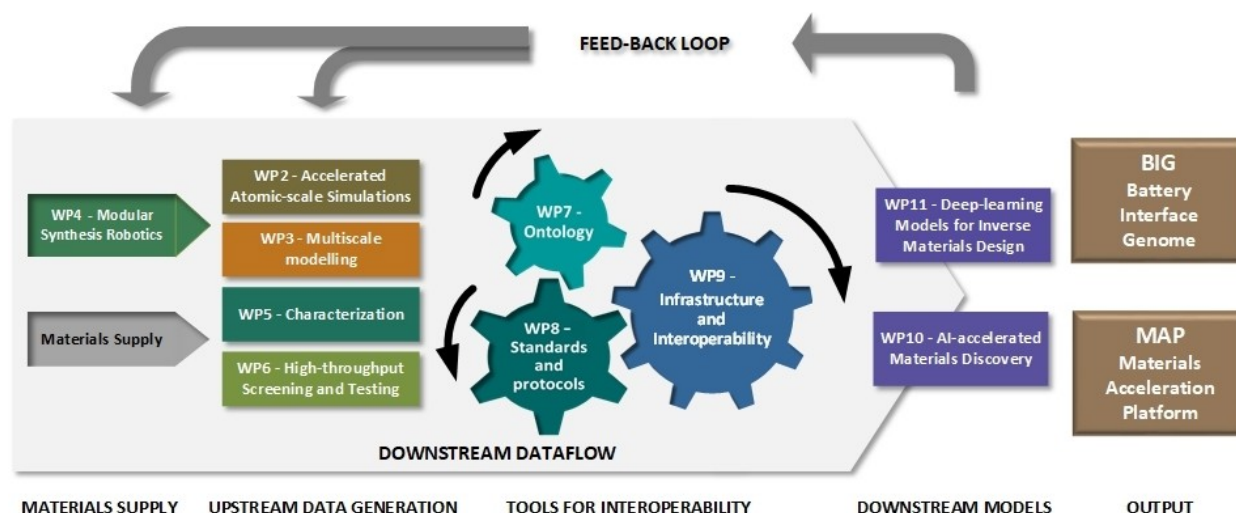 FEED-BACK LOOP
WP4 - Modular
Synthesis Robotics
Materials Supply
WP2 - Accelerated
Atomic-scale Simulations
WP3 - Multiscale
modelling
WP5 - Characterization
WP6 - High-throughput
Screening and Testing
WP7 -
Ontology
WP8 –
Standards
and
protocols
WP9 -
Infrastructure
and
Interoperability
WP11 - Deep-learning
Models for Inverse
Materials Design
WP10 - AI-accelerated
Materials Discovery
BIG
Battery
Interface
Genome
MAP
Materials
Acceleration
Platform
DOWNSTREAM DATAFLOW
MATERIALS SUPPLY
UPSTREAM DATA GENERATION
TOOLS FOR INTEROPERABILITY
DOWNSTREAM MODELS
OUTPUT